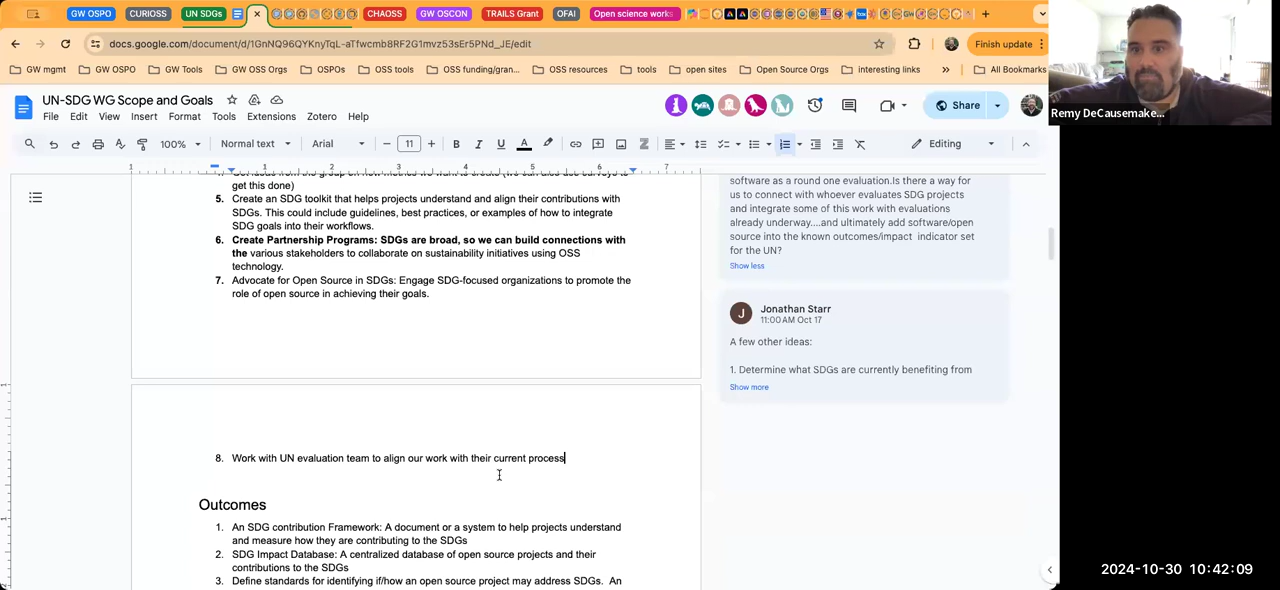 GW OSPO
CURIOSS
UN SDGs
CHAOSS
GW OSCON
TRAILS Grant
OFAI
Open science works
docs.google.com/document/d/1GnNQ96QYKnyTqL-aTfwcmb8RF2G1mvz53sEr5PNd_JE/edit
Finish update
GW mgmt
GW OSPO
GW Tools
GW OSS Orgs
OSPOs
OSS tools
OSS funding/gran...
OSS resources
tools
open sites
Open Source Orgs
interesting links
All Bookmarks
UN-SDG WG Scope and Goals
File Edit View Insert Format Tools Extensions Zotero Help
Share
100%
Normal text
Arial
11
Editing
1 1 2 3 4 5 6 7
get this done)
5. Create an SDG toolkit that helps projects understand and align their contributions with
SDGs. This could include guidelines, best practices, or examples of how to integrate
SDG goals into their workflows.
6. Create Partnership Programs: SDGs are broad, so we can build connections with
the various stakeholders to collaborate on sustainability initiatives using OSS
technology.
7. Advocate for Open Source in SDGs: Engage SDG-focused organizations to promote the
role of open source in achieving their goals.
8. Work with UN evaluation team to align our work with their current process
Outcomes
1. An SDG contribution Framework: A document or a system to help projects understand
and measure how they are contributing to the SDGs
2. SDG Impact Database: A centralized database of open source projects and their
contributions to the SDGs
3. Define standards for identifying if/how an open source project may address SDGs. An
software as a round one evaluation.Is there a way for
us to connect with whoever evaluates SDG projects
and integrate some of this work with evaluations
already underway....and ultimately add software/open
source into the known outcomes/impact indicator set
for the UN?
Show less
J
Jonathan Starr
11:00 AM Oct 17
A few other ideas:
1. Determine what SDGs are currently benefiting from
Show more
Remy DeCausemake...
2024-10-30 10:42:09